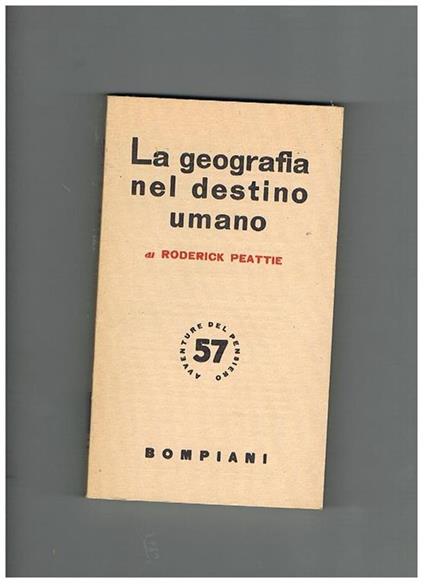 La geografia
nel destino
umano
di RODERICK PEATTIE
AVVENTURE DEL PENSIERO
57
BOMPIANI